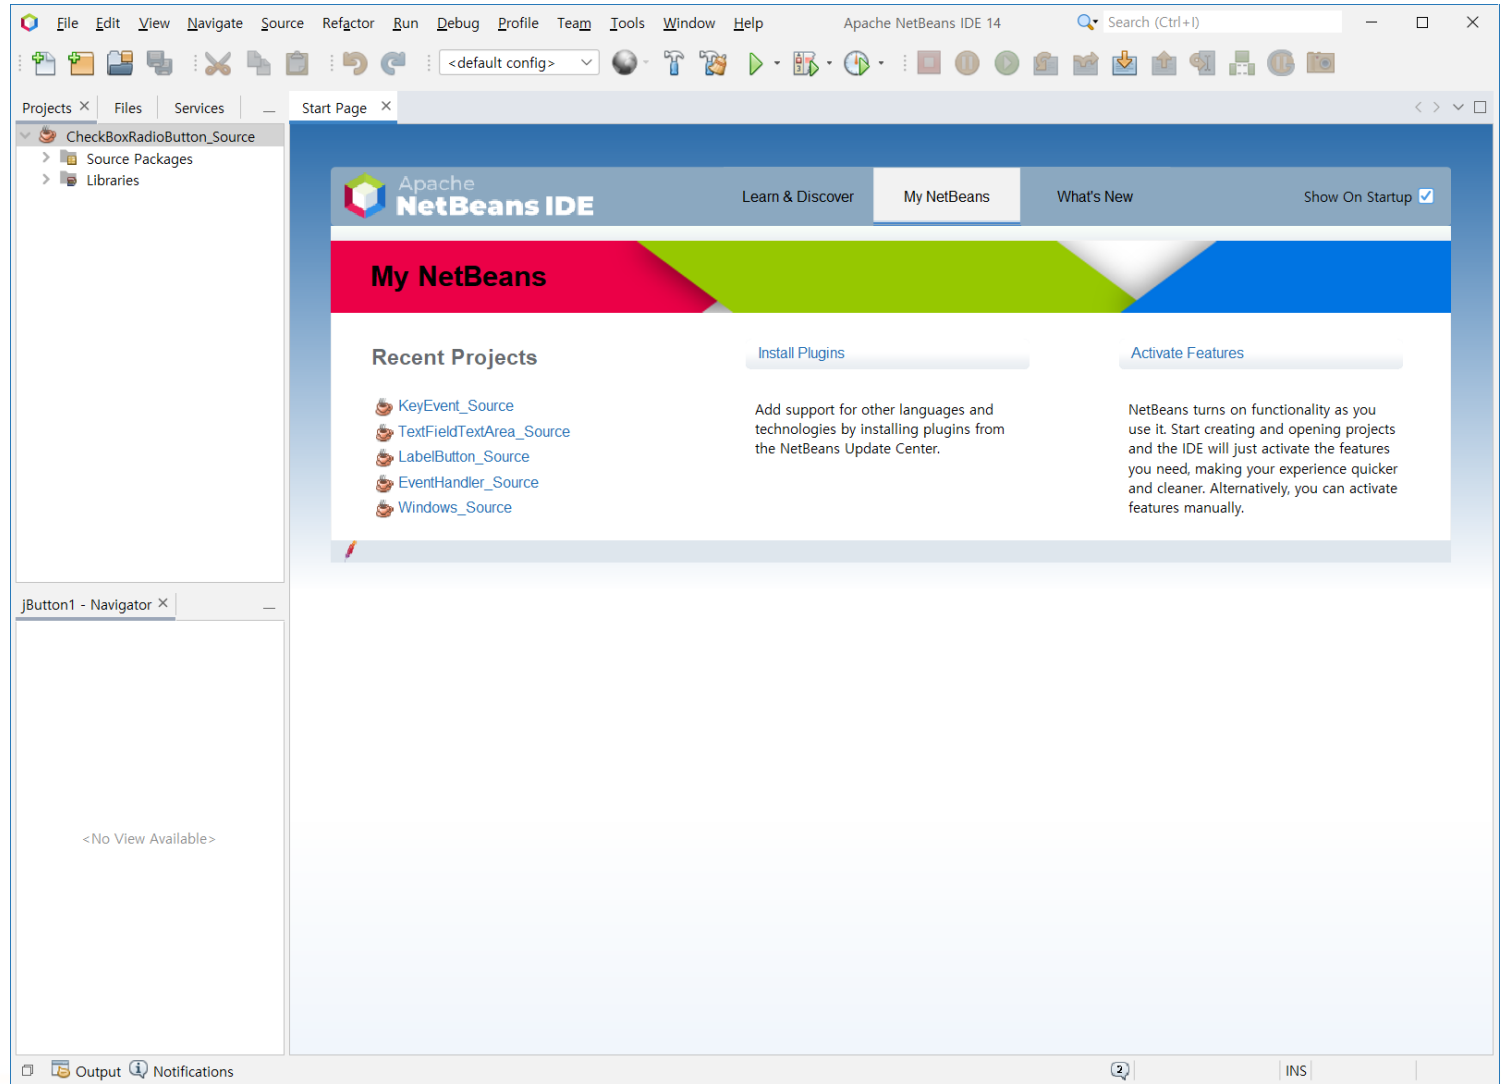 File Edit View Navigate Source Refactor Run Debug Profile Team Tools Window Help Apache NetBeans IDE 14 Search (Ctrl+I)
<default config>
Projects Files Services Start Page
CheckBoxRadioButton_Source
Source Packages
Libraries
Apache
NetBeans IDE
Learn & Discover My NetBeans What's New Show On Startup
My NetBeans
Recent Projects
KeyEvent_Source
TextFieldTextArea_Source
LabelButton_Source
EventHandler_Source
Windows_Source
Install Plugins
Add support for other languages and
technologies by installing plugins from
the NetBeans Update Center.
Activate Features
NetBeans turns on functionality as you
use it. Start creating and opening projects
and the IDE will just activate the features
you need, making your experience quicker
and cleaner. Alternatively, you can activate
features manually.
jButton1 - Navigator
<No View Available>
Output Notifications 2 INS